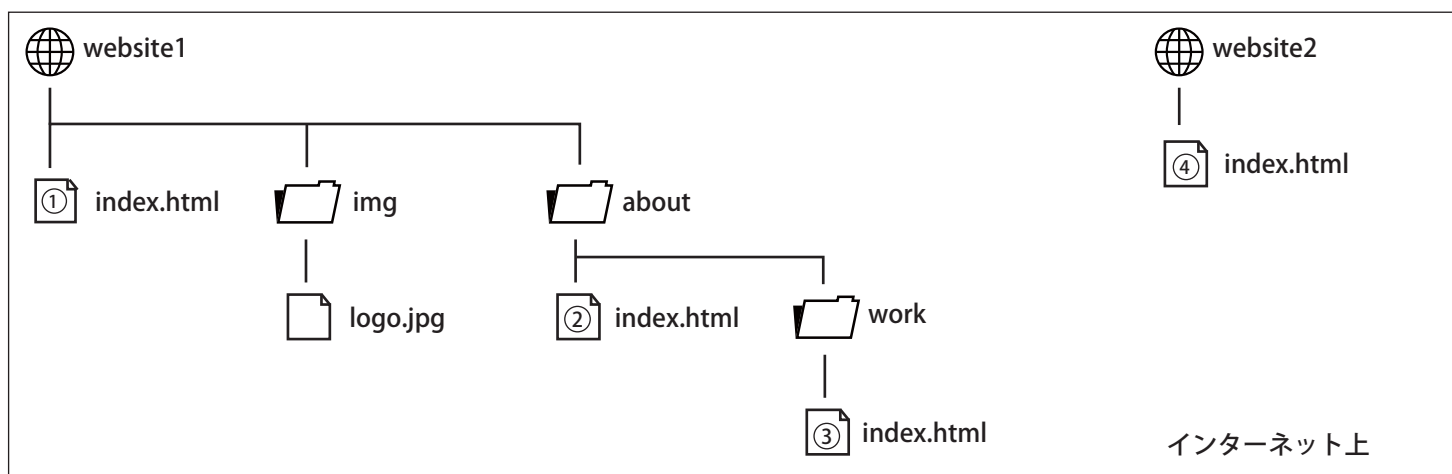 website1
website2
① index.html
img
about
④ index.html
logo.jpg
② index.html
work
③ index.html
インターネット上